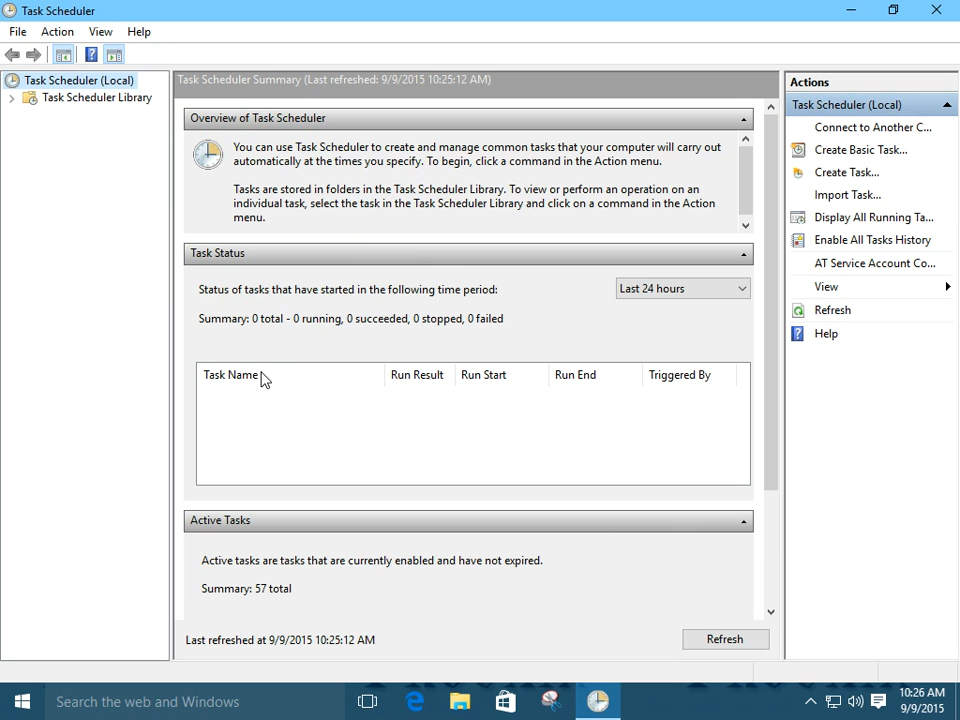 Task Scheduler
File Action View Help
Task Scheduler (Local)
Task Scheduler Library
Task Scheduler Summary (Last refreshed: 9/9/2015 10:25:12 AM)
Overview of Task Scheduler
You can use Task Scheduler to create and manage common tasks that your computer will carry out
automatically at the times you specify. To begin, click a command in the Action menu.
Tasks are stored in folders in the Task Scheduler Library. To view or perform an operation on an
individual task, select the task in the Task Scheduler Library and click on a command in the Action
menu.
Task Status
Status of tasks that have started in the following time period:
Last 24 hours
Summary: 0 total - 0 running, 0 succeeded, 0 stopped, 0 failed
Task Name Run Result Run Start Run End Triggered By
Active Tasks
Active tasks are tasks that are currently enabled and have not expired.
Summary: 57 total
Last refreshed at 9/9/2015 10:25:12 AM
Refresh
Actions
Task Scheduler (Local)
Connect to Another C...
Create Basic Task...
Create Task...
Import Task...
Display All Running Ta...
Enable All Tasks History
AT Service Account Co...
View
Refresh
Help
Search the web and Windows
10:26 AM
9/9/2015